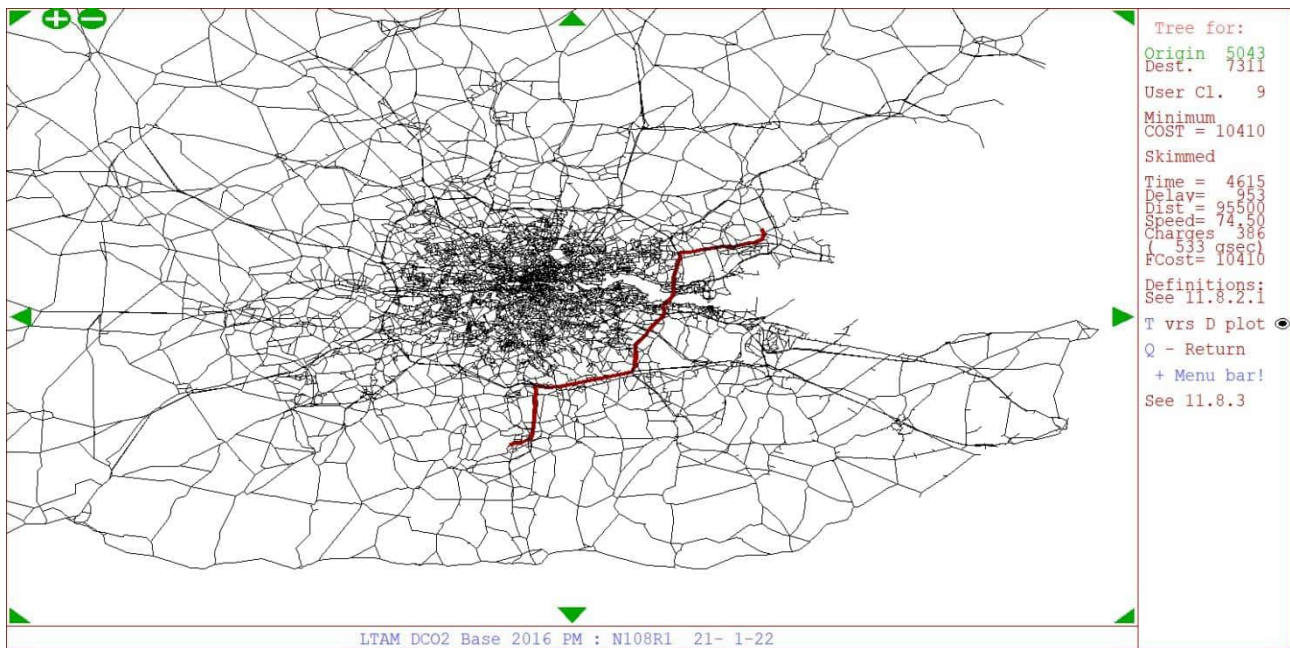 Tree for:
Origin 5043
Dest. 7311
User Cl. 9
Minimum
COST = 10410
Skimmed
Time = 4615
Delay= 953
Dist = 95500
Speed= 74.50
Charges 386
( 533 gsec)
FCost= 10410
Definitions:
See 11.8.2.1
T vrs D plot
Q - Return
+ Menu bar!
See 11.8.3
LTAM DCO2 Base 2016 PM : N108R1 21- 1-22